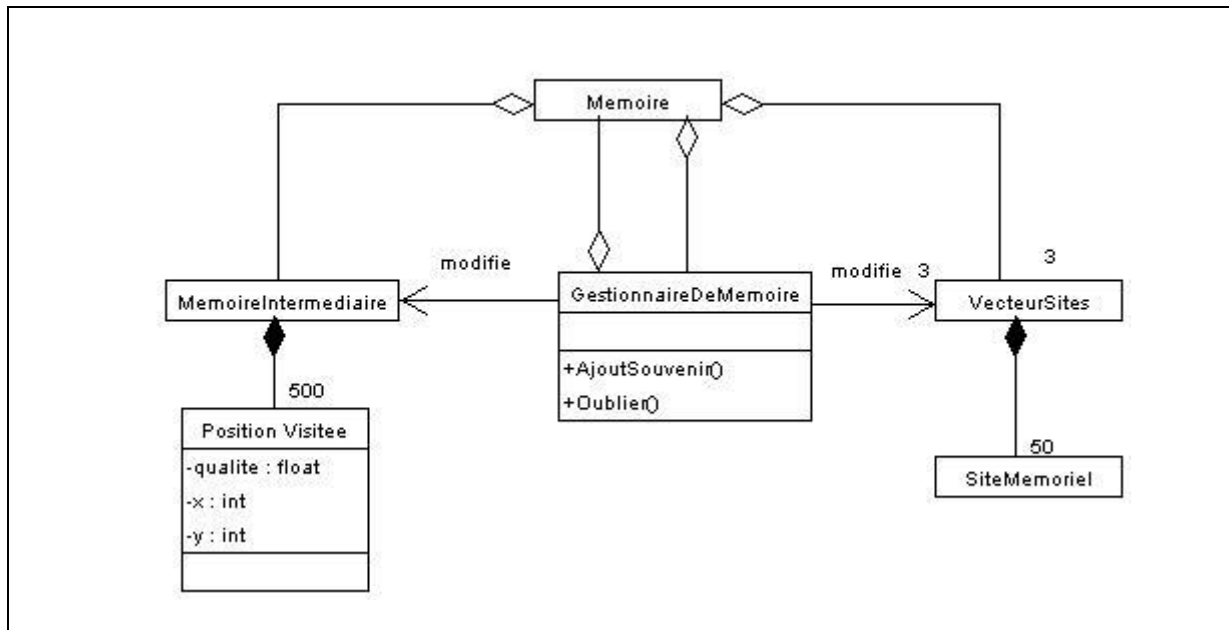 Memoire
modifie
modifie 3
3
MemoireIntermediaire
GestionnaireDeMemoire
VecteurSites
+AjoutSouvenir()
+Oublier()
500
Position Visitee
-qualite : float
-x : int
-y : int
50
SiteMemoriel